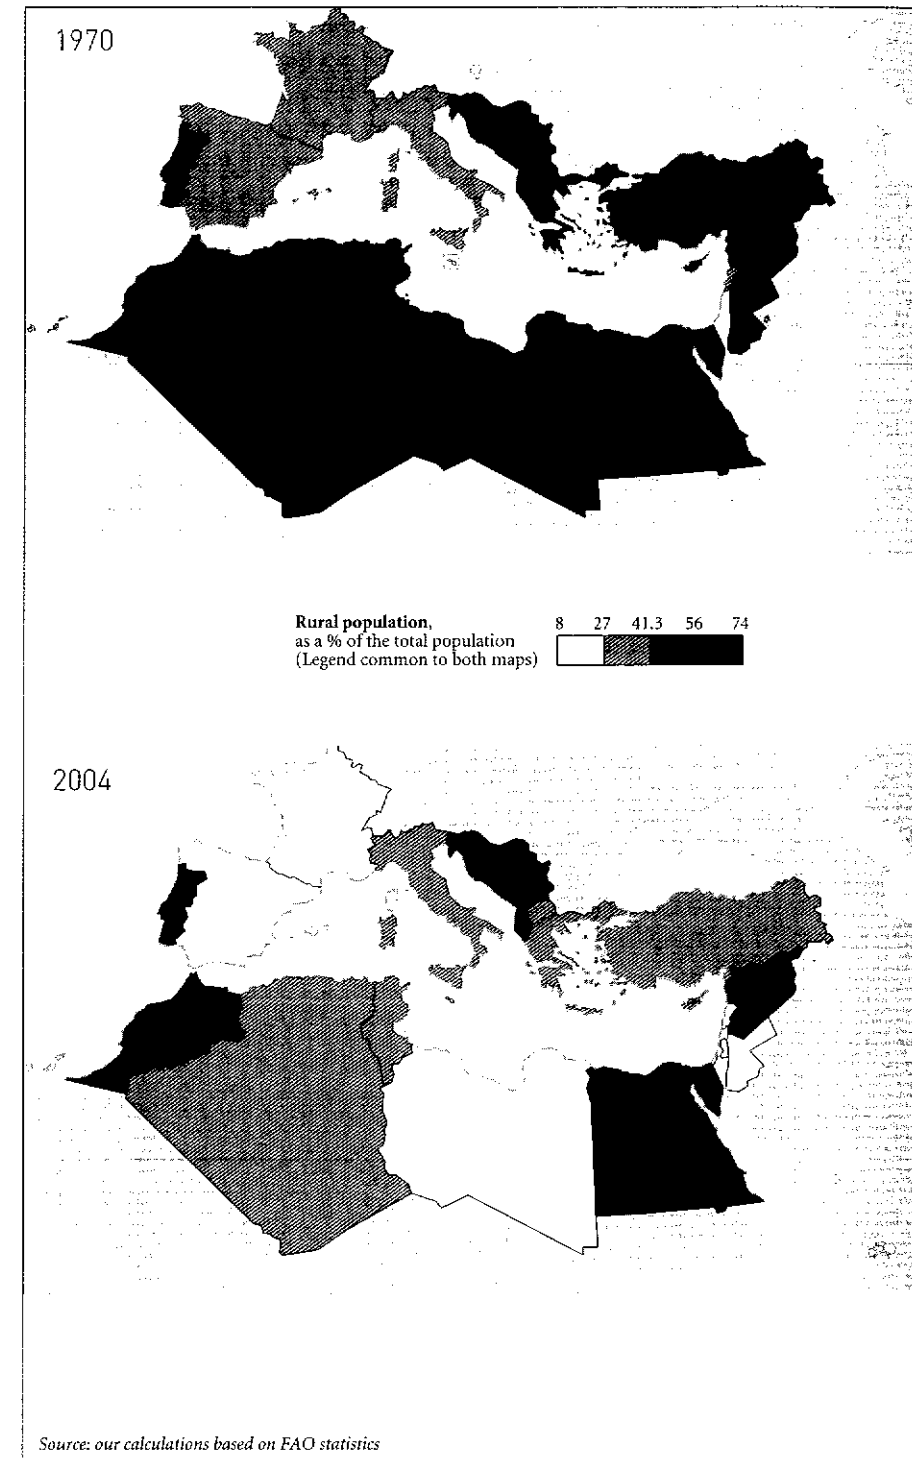 1970
Rural population,
as a % of the total population
(Legend common to both maps)
8 27 41.3 56 74
2004
Source: our calculations based on FAO statistics